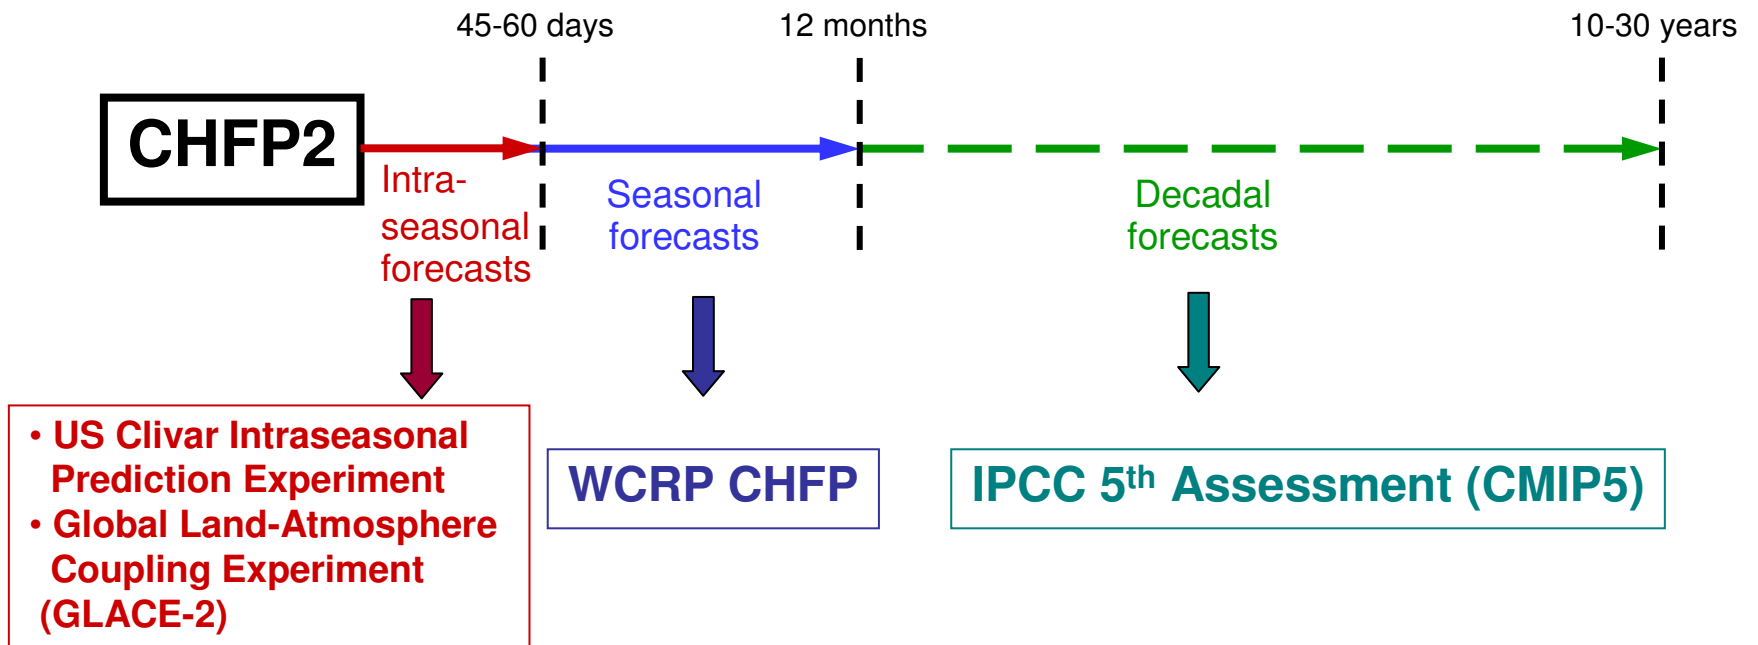 45-60 days
12 months
10-30 years
CHFP2
Intra-
seasonal
forecasts
Seasonal
forecasts
Decadal
forecasts
• US Clivar Intraseasonal
Prediction Experiment
• Global Land-Atmosphere
Coupling Experiment
(GLACE-2)
WCRP CHFP
IPCC 5th Assessment (CMIP5)